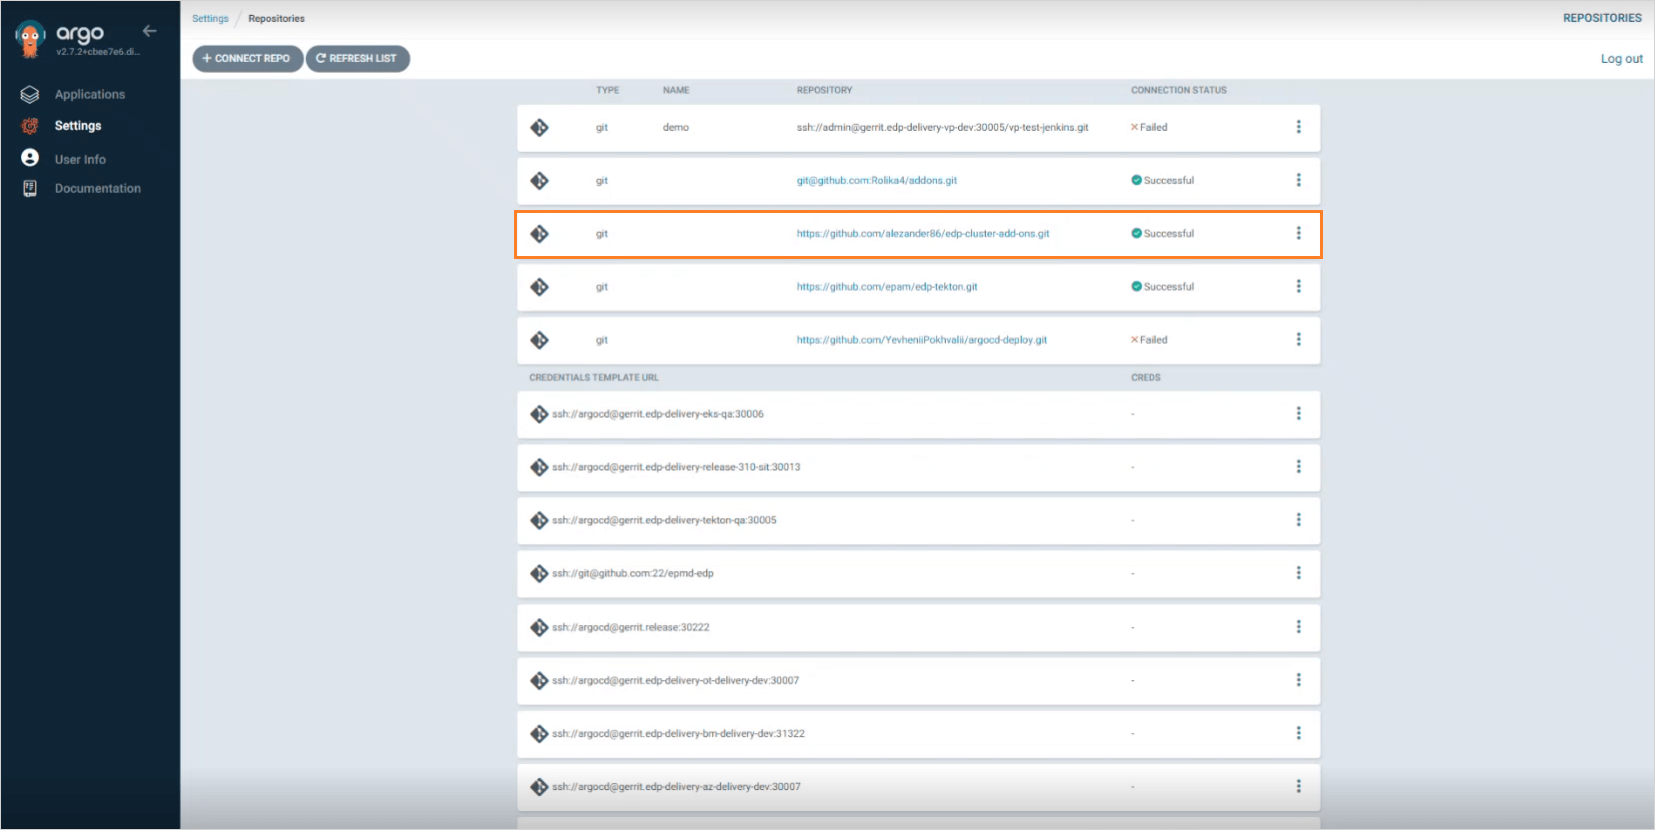 argo
v2.7.2+cbee7e6.di...
Applications
Settings
User Info
Documentation
Settings / Repositories
REPOSITORIES
+ CONNECT REPO
REFRESH LIST
Log out
TYPE NAME REPOSITORY CONNECTION STATUS
git demo ssh://admin@gerrit.edp-delivery-vp-dev:30005/vp-test-jenkins.git Failed
git git@github.com:Rolika4/addons.git Successful
git https://github.com/alezander86/edp-cluster-add-ons.git Successful
git https://github.com/epam/edp-tekton.git Successful
git https://github.com/YevheniiPokhvalii/argocd-deploy.git Failed
CREDENTIALS TEMPLATE URL CREDS
ssh://argocd@gerrit.edp-delivery-eks-qa:30006 -
ssh://argocd@gerrit.edp-delivery-release-310-sit:30013 -
ssh://argocd@gerrit.edp-delivery-tekton-qa:30005 -
ssh://git@github.com:22/epmd-edp -
ssh://argocd@gerrit.release:30222 -
ssh://argocd@gerrit.edp-delivery-ot-delivery-dev:30007 -
ssh://argocd@gerrit.edp-delivery-bm-delivery-dev:31322 -
ssh://argocd@gerrit.edp-delivery-az-delivery-dev:30007 -